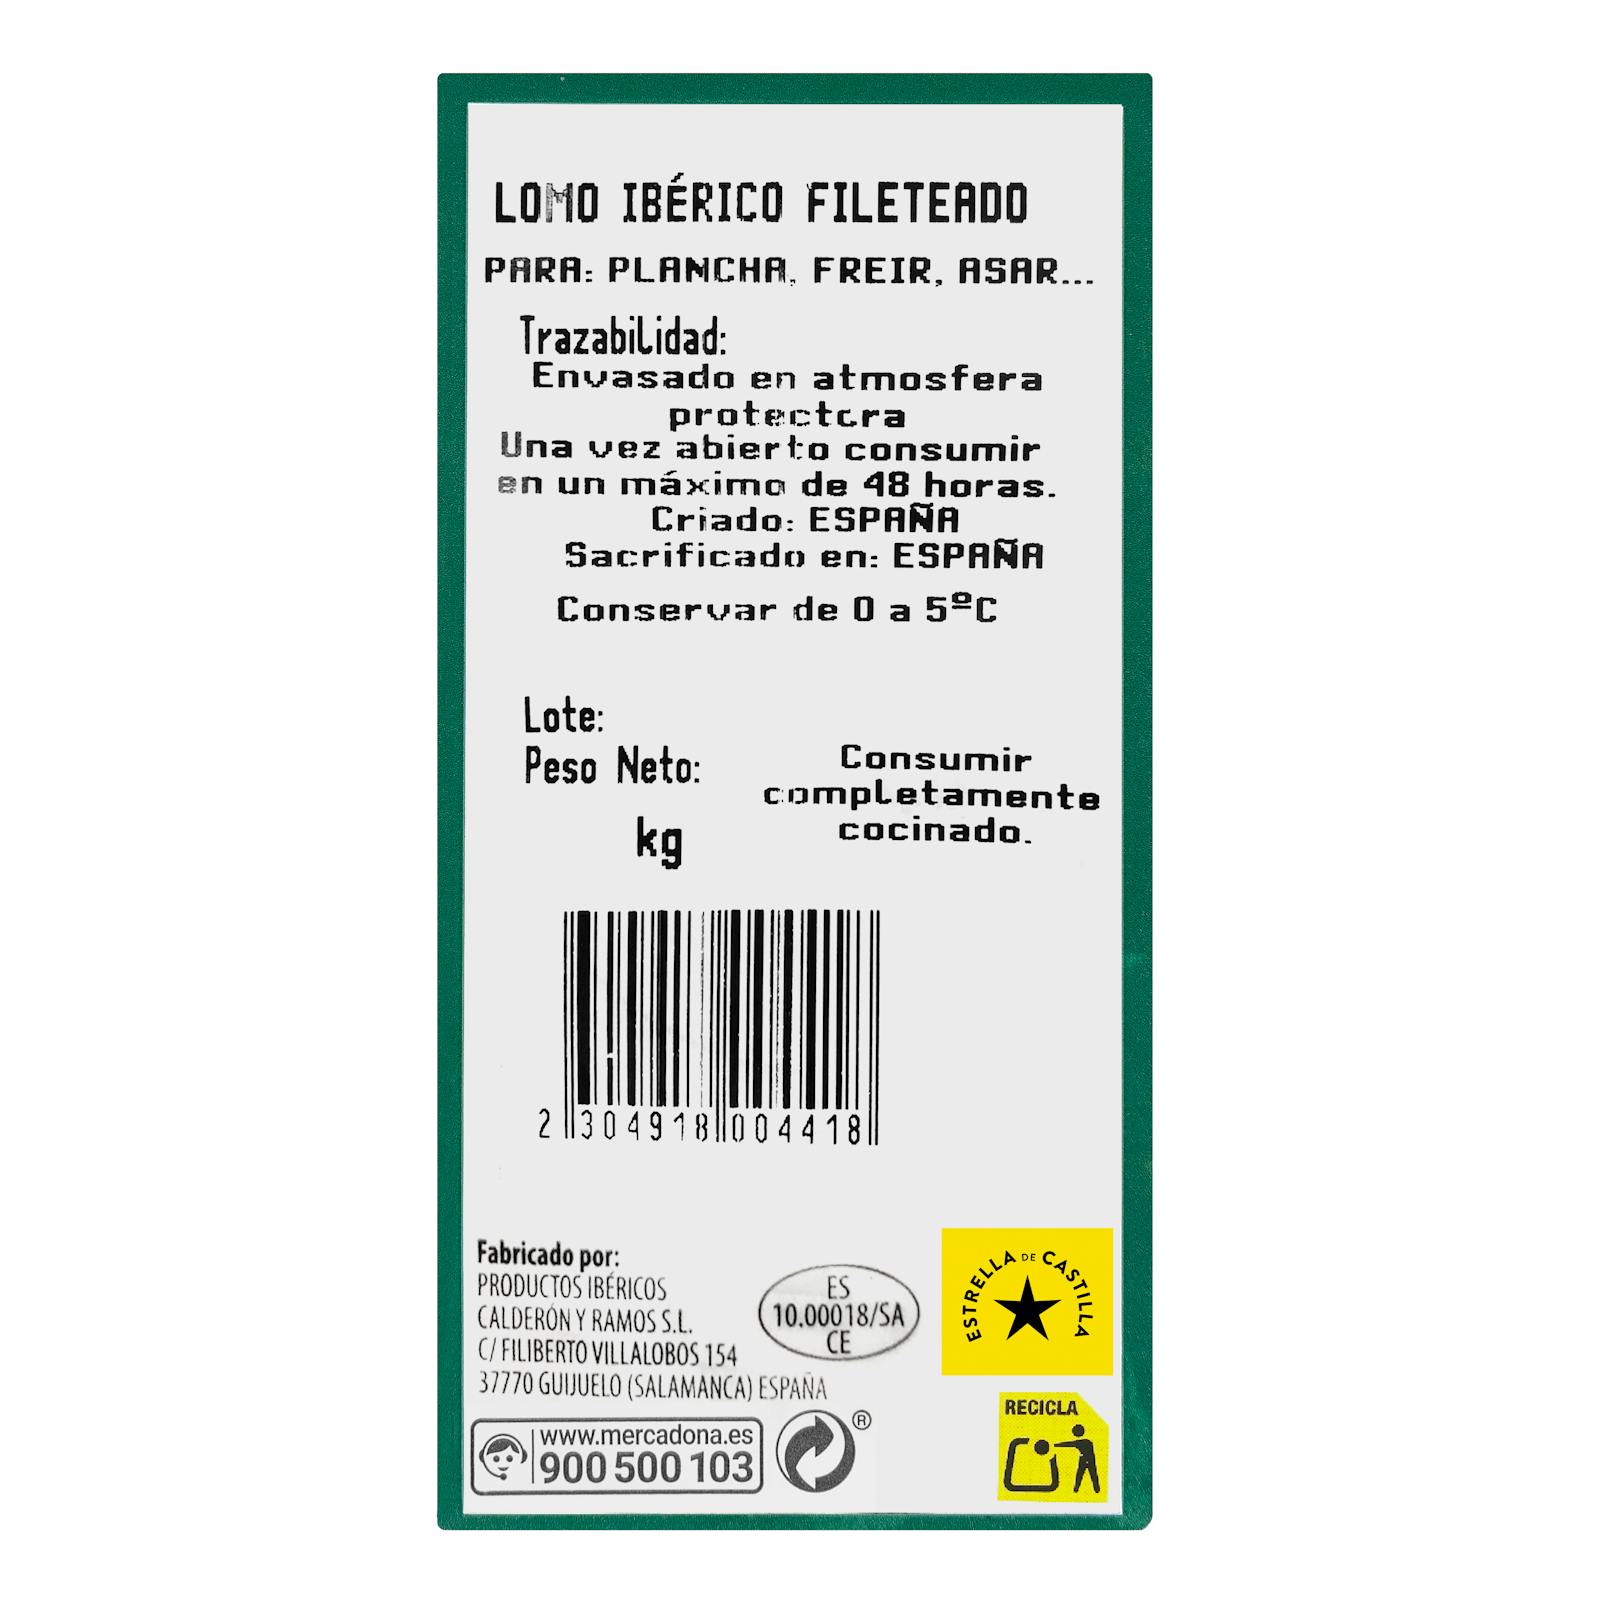 LOMO IBÉRICO FILETEADO
PARA: PLANCHA, FREIR, ASAR...
Trazabilidad:
Envasado en atmosfera
protectora
Una vez abierto consumir
en un máximo de 48 horas.
Criado: ESPAÑA
Sacrificado en: ESPAÑA
Conservar de 0 a 5ºC
Lote:
Peso Neto:
kg
Consumir
completamente
cocinado.
2 304918 004418
Fabricado por:
PRODUCTOS IBÉRICOS
CALDERÓN Y RAMOS S.L.
C/ FILIBERTO VILLALOBOS 154
37770 GUIJUELO (SALAMANCA) ESPAÑA
ES
10.00018/SA
CE
ESTRELLA DE CASTILLA
www.mercadona.es
900 500 103
®
RECICLA